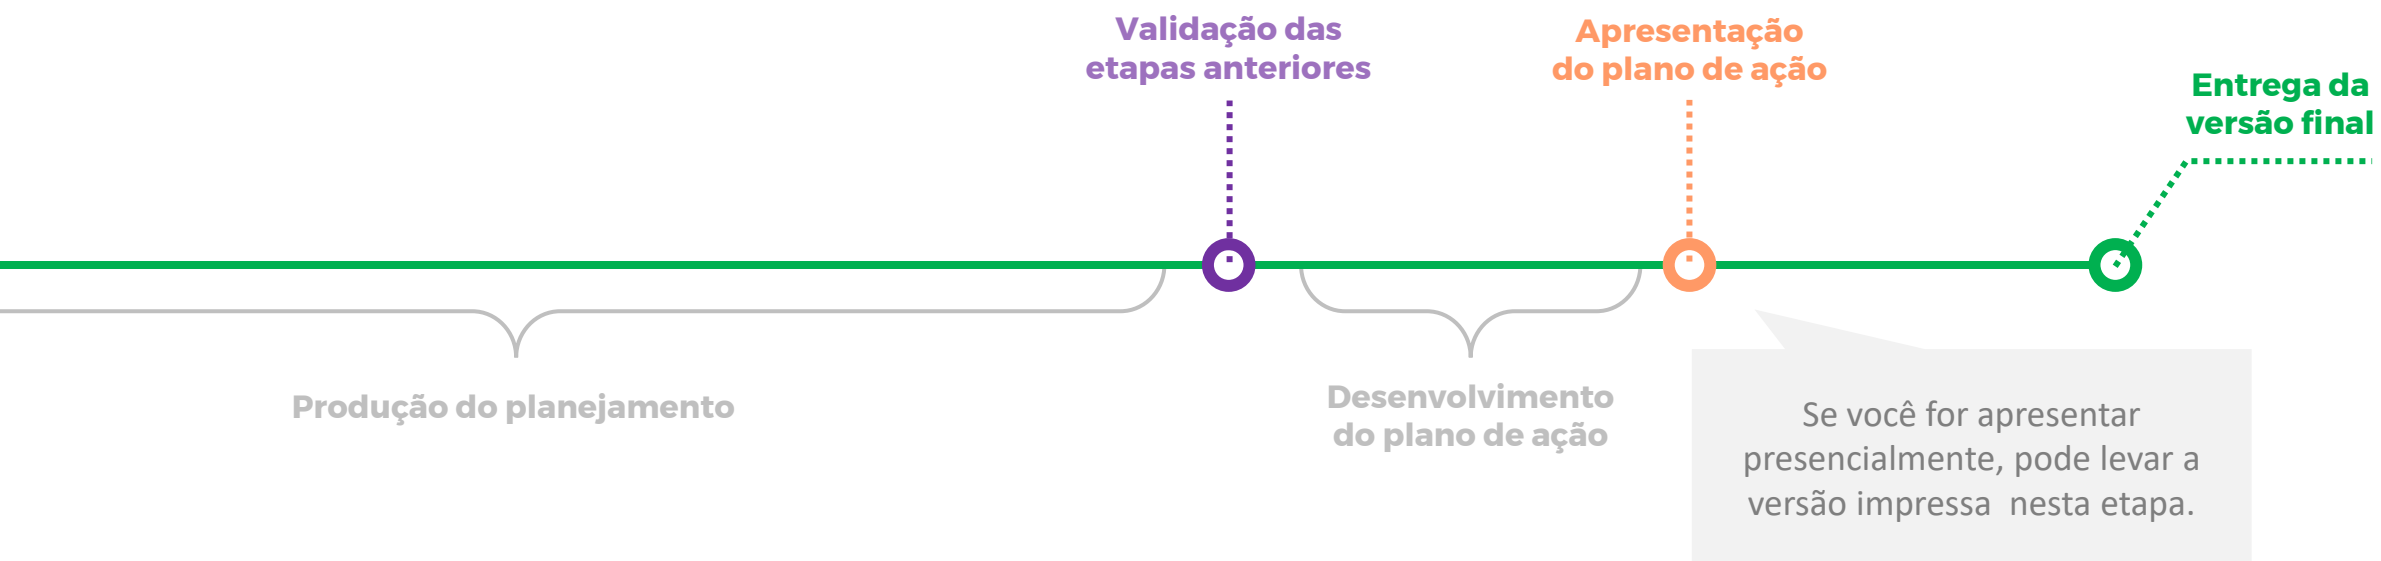 Validação das
etapas anteriores
Apresentação
do plano de ação
Entrega da
versão final
Produção do planejamento
Desenvolvimento
do plano de ação
Se você for apresentar
presencialmente, pode levar a
versão impressa  nesta etapa.